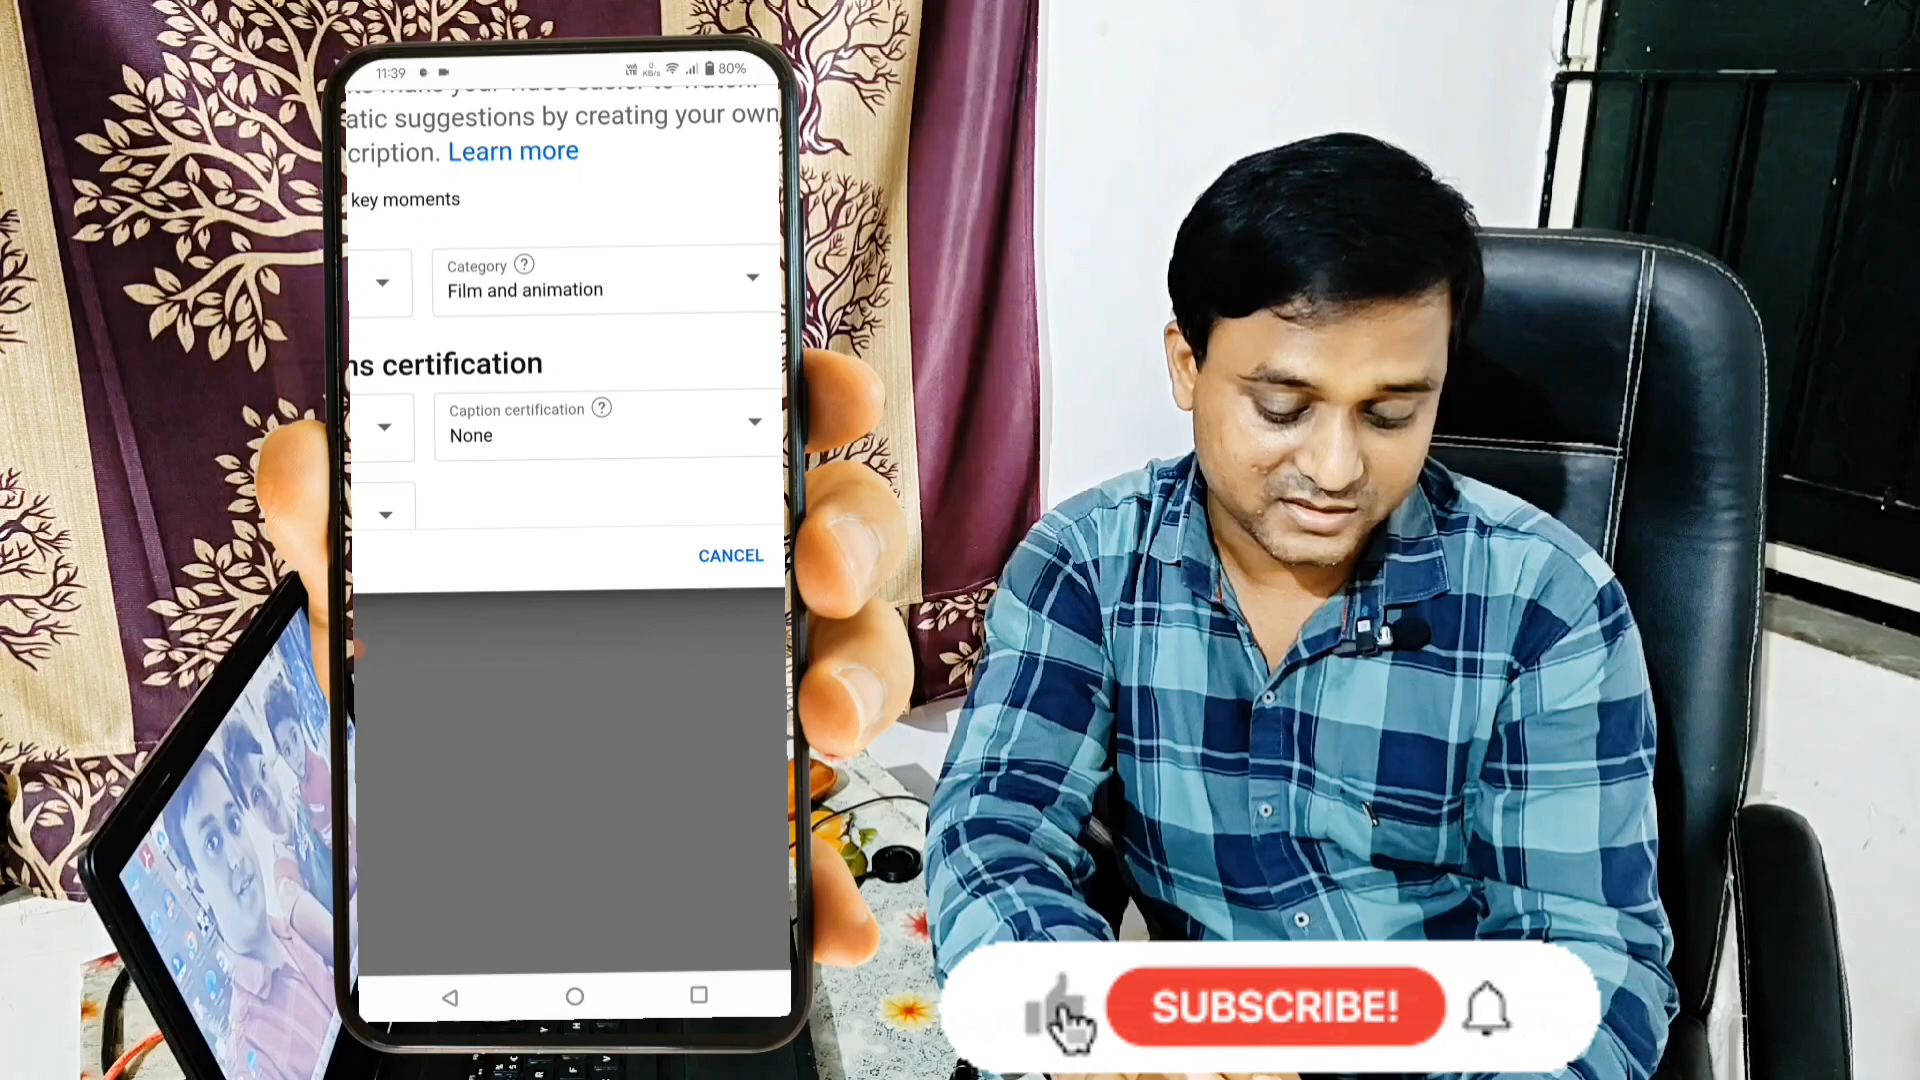 11:39
80%
atic suggestions by creating your own
cription. Learn more
key moments
Category
Film and animation
ns certification
Caption certification
None
CANCEL
SUBSCRIBE!